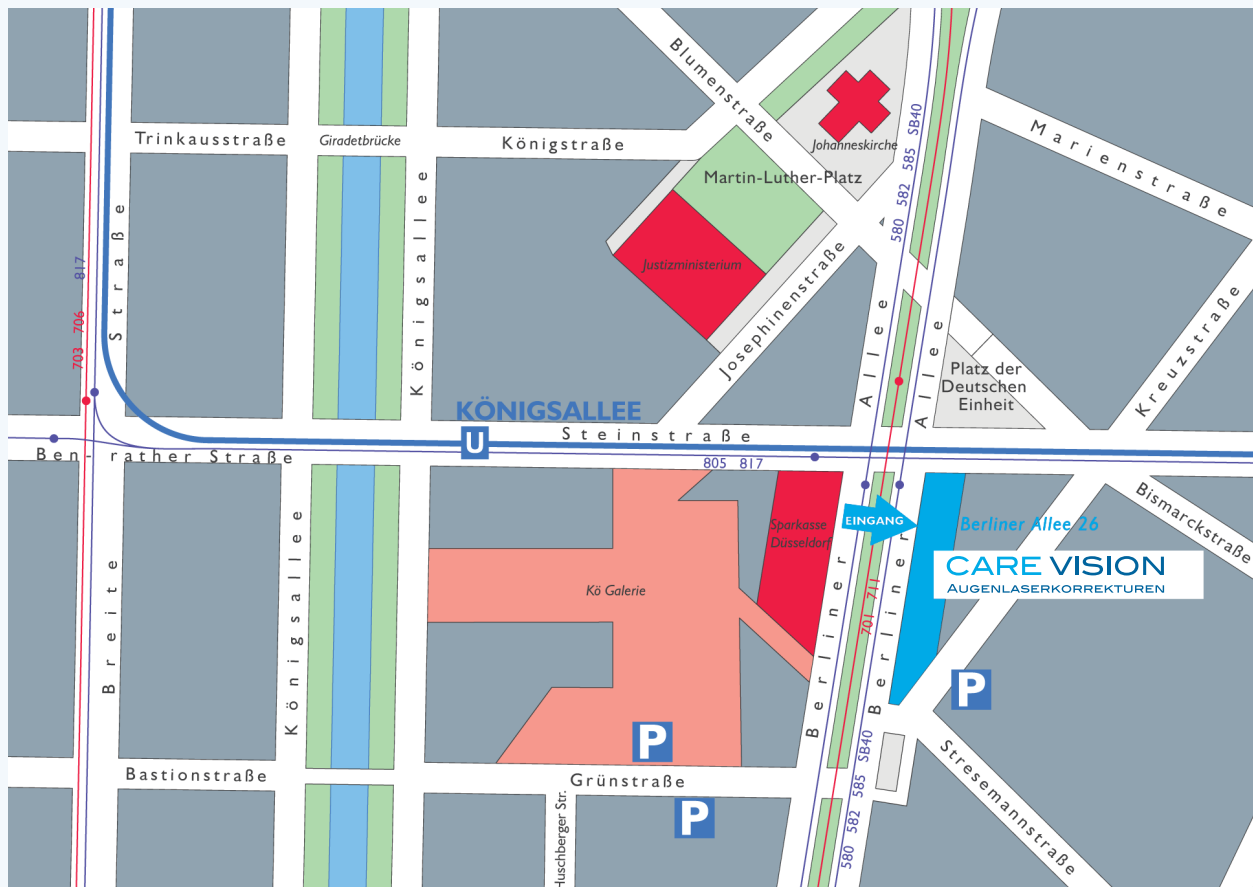 Blumenstraße
580 582 585 SB40
Marienstraße
Trinkausstraße
Giradetbrücke
Königstraße
Johanneskirche
Martin-Luther-Platz
Königsallee
Straße
817
703 706
Justizministerium
Josephinenstraße
Kreuzstraße
Allee
Allee
Platz der
Deutschen
Einheit
KÖNIGSALLEE
U
Steinstraße
Ben- rather Straße
805 817
Bismarckstraße
Sparkasse
Düsseldorf
EINGANG
Berliner Allee 26
CARE VISION
AUGENLASERKORREKTUREN
Königsallee
Breite
Kö Galerie
701 711
Berliner
Berliner
P
P
Stresemannstraße
Bastionstraße
Grünstraße
P
Huschberger Str.
580 582 585 SB40